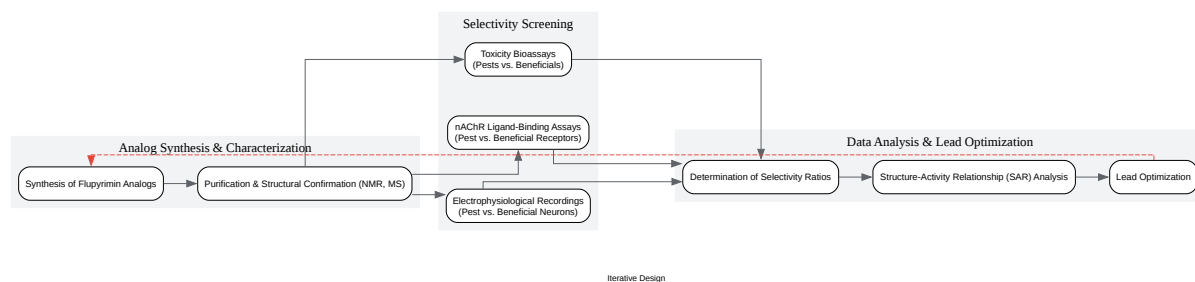 Selectivity Screening
Toxicity Bioassays
(Pests vs. Beneficials)
nAChR Ligand-Binding Assays
(Pest vs. Beneficial Receptors)
Electrophysiological Recordings
(Pest vs. Beneficial Neurons)
Analog Synthesis & Characterization
Synthesis of Flupyrimin Analogs
Purification & Structural Confirmation (NMR, MS)
Data Analysis & Lead Optimization
Determination of Selectivity Ratios
Structure-Activity Relationship (SAR) Analysis
Lead Optimization
Iterative Design